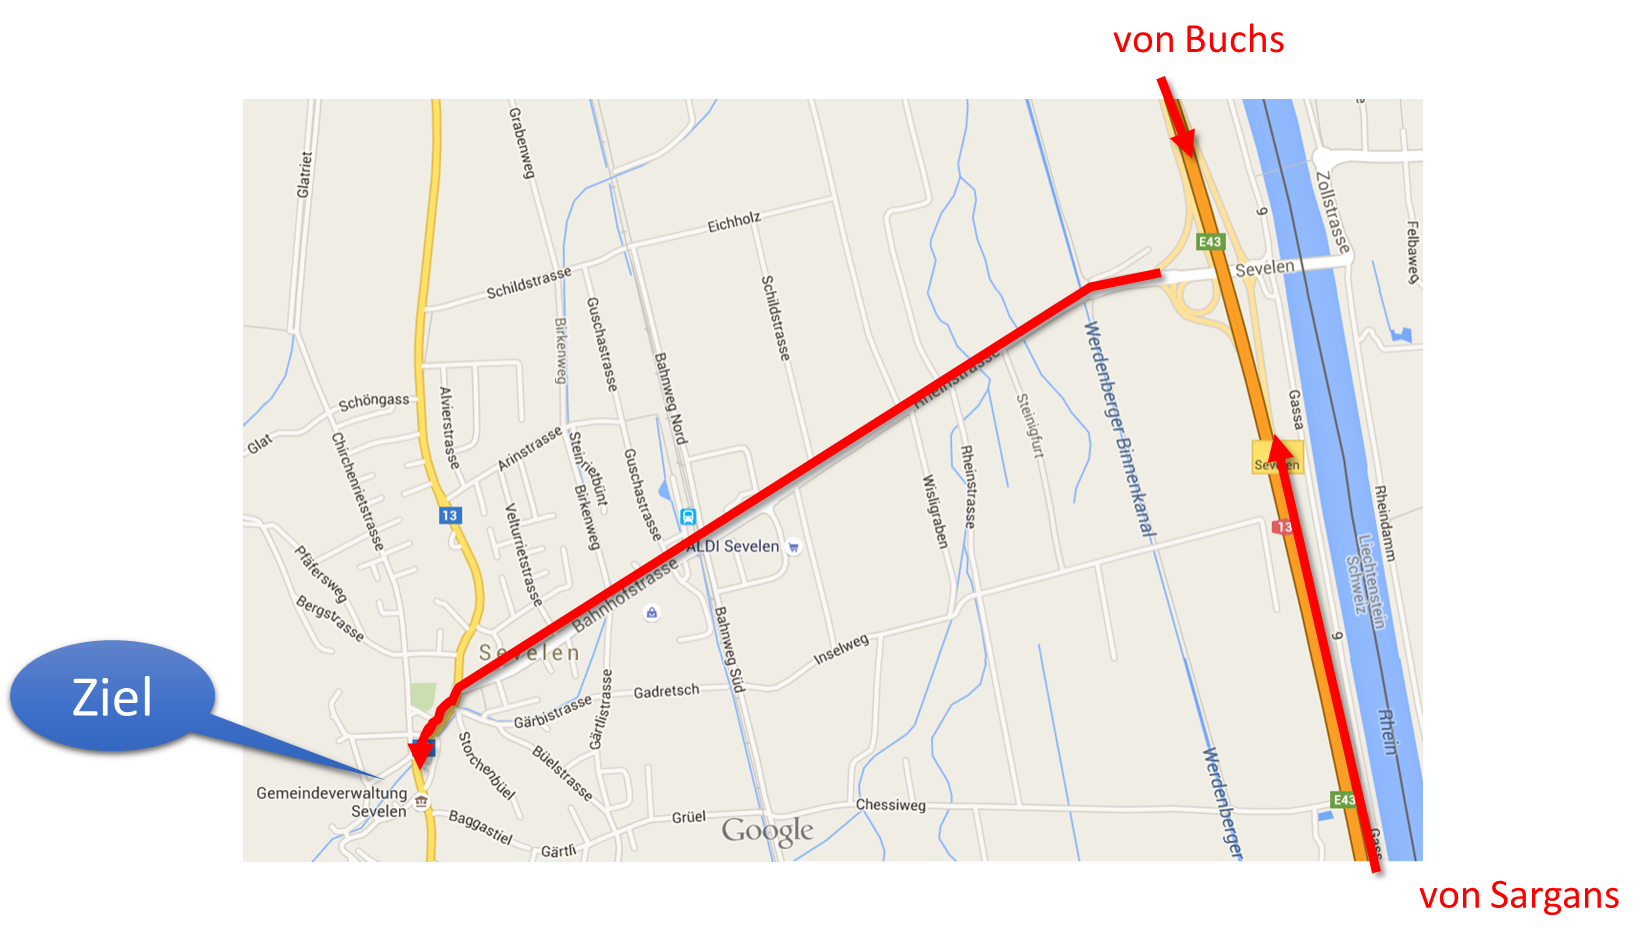 von Buchs
Grabenweg
Glatriet
Zollstrasse
9
Felbaweg
Eichholz
E43
Sevelen
Schildstrasse
Guschastrasse
Schildstrasse
Birkenweg
Bahnweg Nord
Werdenberger Binnenkanal
Rheinstrasse
Schöngass
Alvierstrasse
Steinigfurt
Gassa
Glat
Chirchenrietstrasse
Arinstrasse
Steinrietbünt
Guschastrasse
Sevelen
Rheinstrasse
Wisligraben
Birkenweg
Velturrietstrasse
Rheindamm
13
13
ALDI Sevelen
Liechtenstein
Schweiz
Pfäfersweg
Bergstrasse
Bahnhofstrasse
Bahnweg Süd
Inselweg
9
Sevelen
Ziel
Gadretsch
Gärbistrasse
Gärtlistrasse
Rhein
Storchenbüel
Büelstrasse
Werdenberger
Gemeindeverwaltung
Sevelen
E43
Chessiweg
Baggastiel
Grüel
Google
Gärtli
Gass
von Sargans